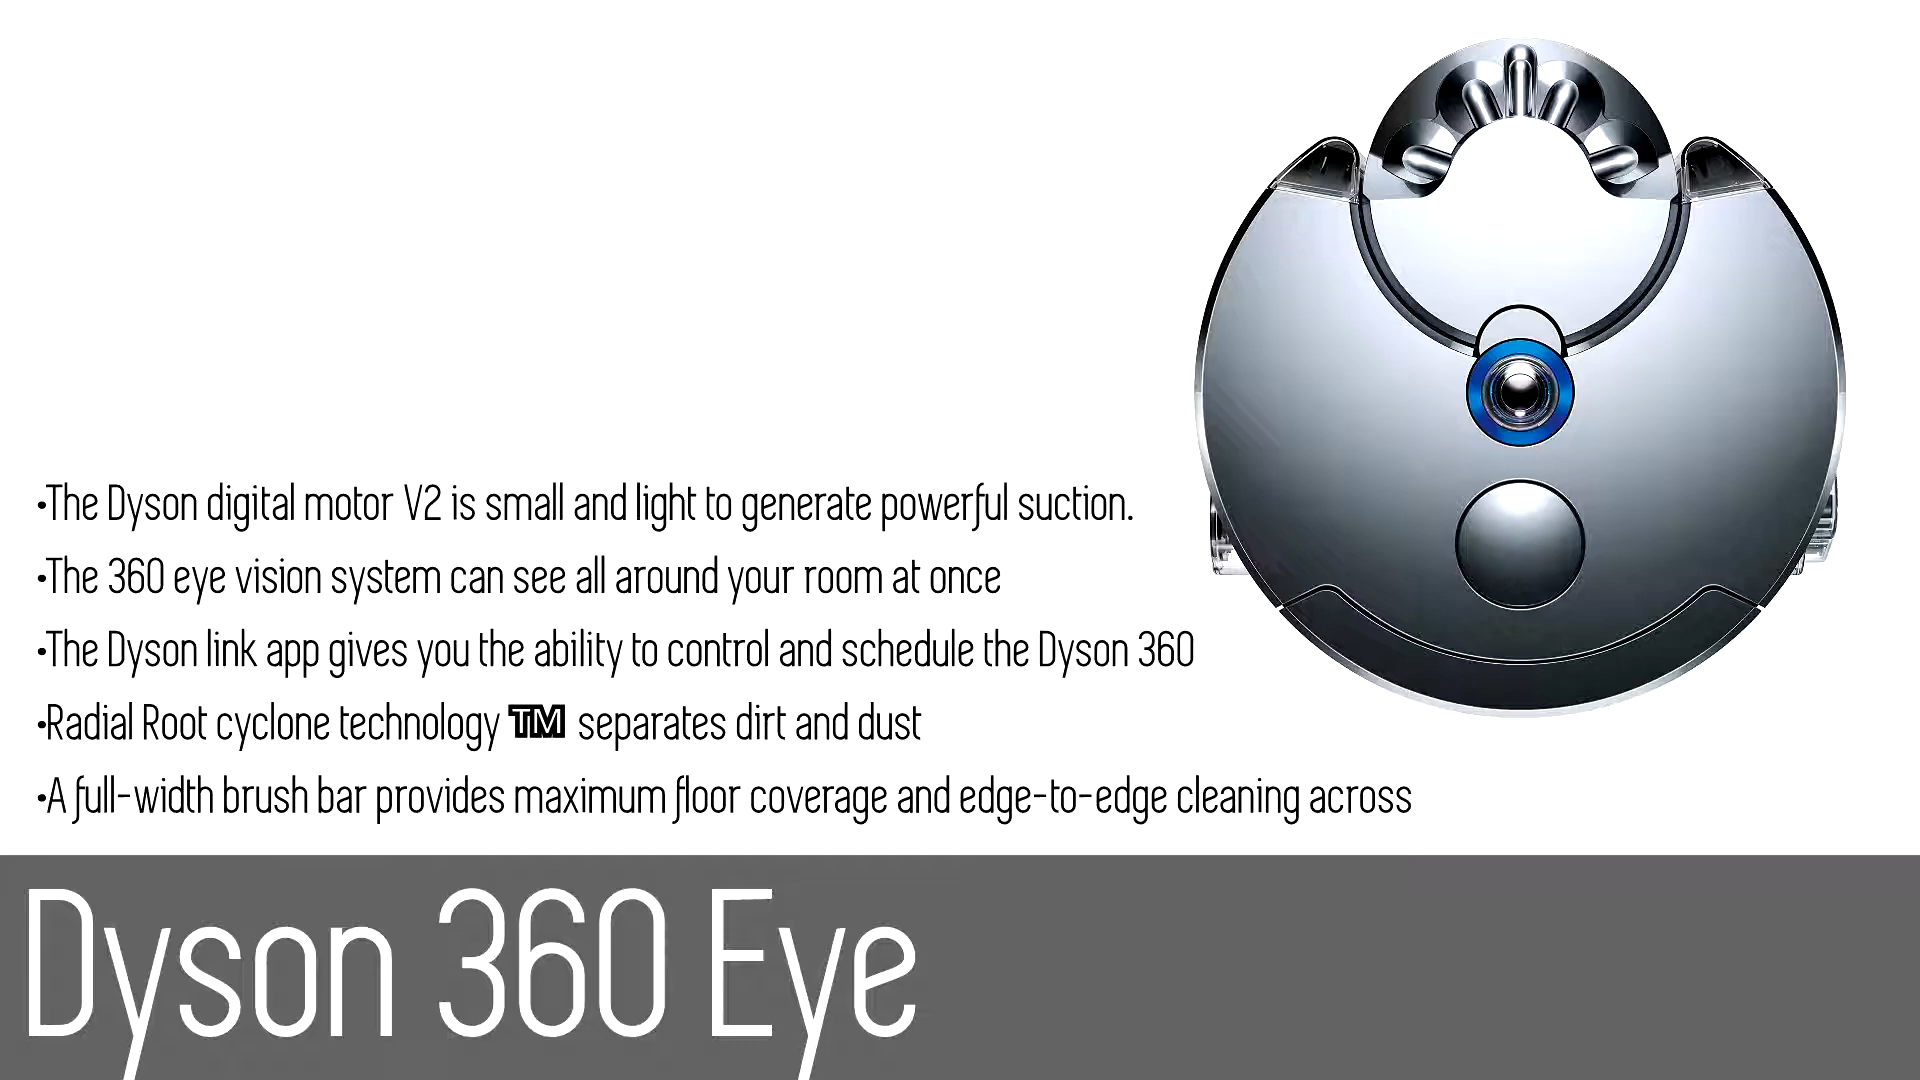 •The Dyson digital motor V2 is small and light to generate powerful suction.
•The 360 eye vision system can see all around your room at once
•The Dyson link app gives you the ability to control and schedule the Dyson 360
•Radial Root cyclone technology ™ separates dirt and dust
•A full-width brush bar provides maximum floor coverage and edge-to-edge cleaning across
Dyson 360 Eye